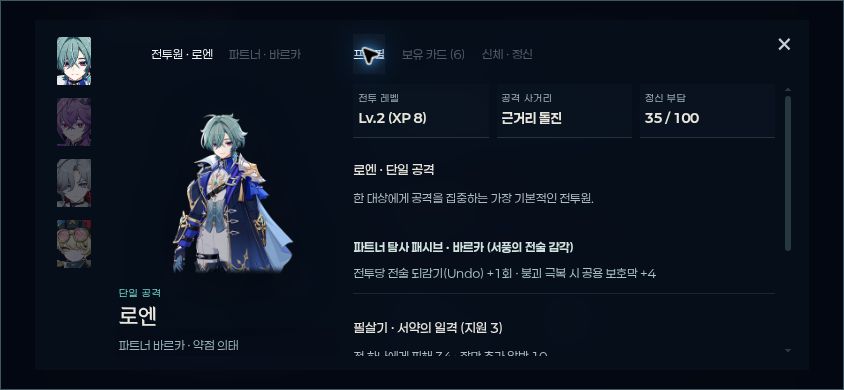 전투원 · 로엔
파트너 · 바르카
보유 카드 (6)
신체 · 정신
전투 레벨
Lv.2 (XP 8)
공격 사거리
근거리 돌진
정신 부담
35 / 100
로엔 · 단일 공격
한 대상에게 공격을 집중하는 가장 기본적인 전투원.
파트너 탐사 패시브 · 바르카 (서풍의 전술 감각)
전투당 전술 되감기(Undo) +1회 · 붕괴 극복 시 공용 보호막 +4
필살기 · 서약의 일격 (지원 3)
단일 공격
로엔
파트너 바르카 · 약점 의태